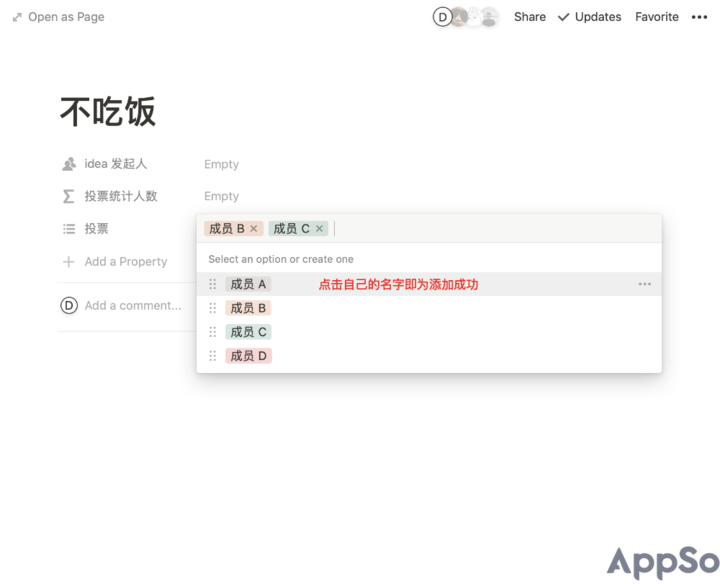 Open as Page
D
Share
Updates
Favorite
不吃饭
idea 发起人
Empty
投票统计人数
Empty
投票
成员 B
成员 C
Add a Property
Select an option or create one
成员 A
点击自己的名字即为添加成功
D
Add a comment...
成员 B
成员 C
成员 D
AppSo